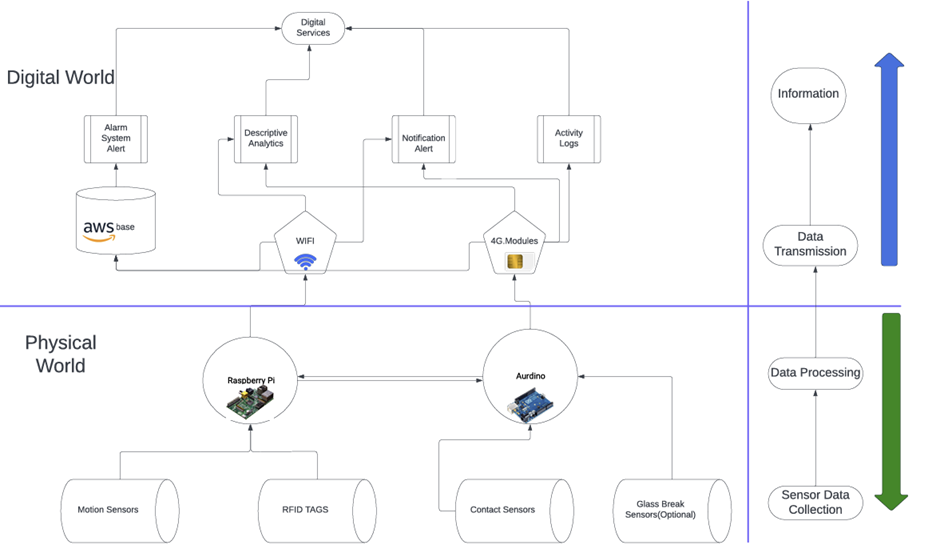 Digital
Services
Digital World
Information
Alarm
System
Alert
Descriptive
Analytics
Notification
Alert
Activity
Logs
aws base
WIFI
4G.Modules
Data
Transmission
Physical
World
Raspberry Pi
Aurdino
Data Processing
Motion Sensors
RFID TAGS
Contact Sensors
Glass Break
Sensors(Optional)
Sensor Data
Collection